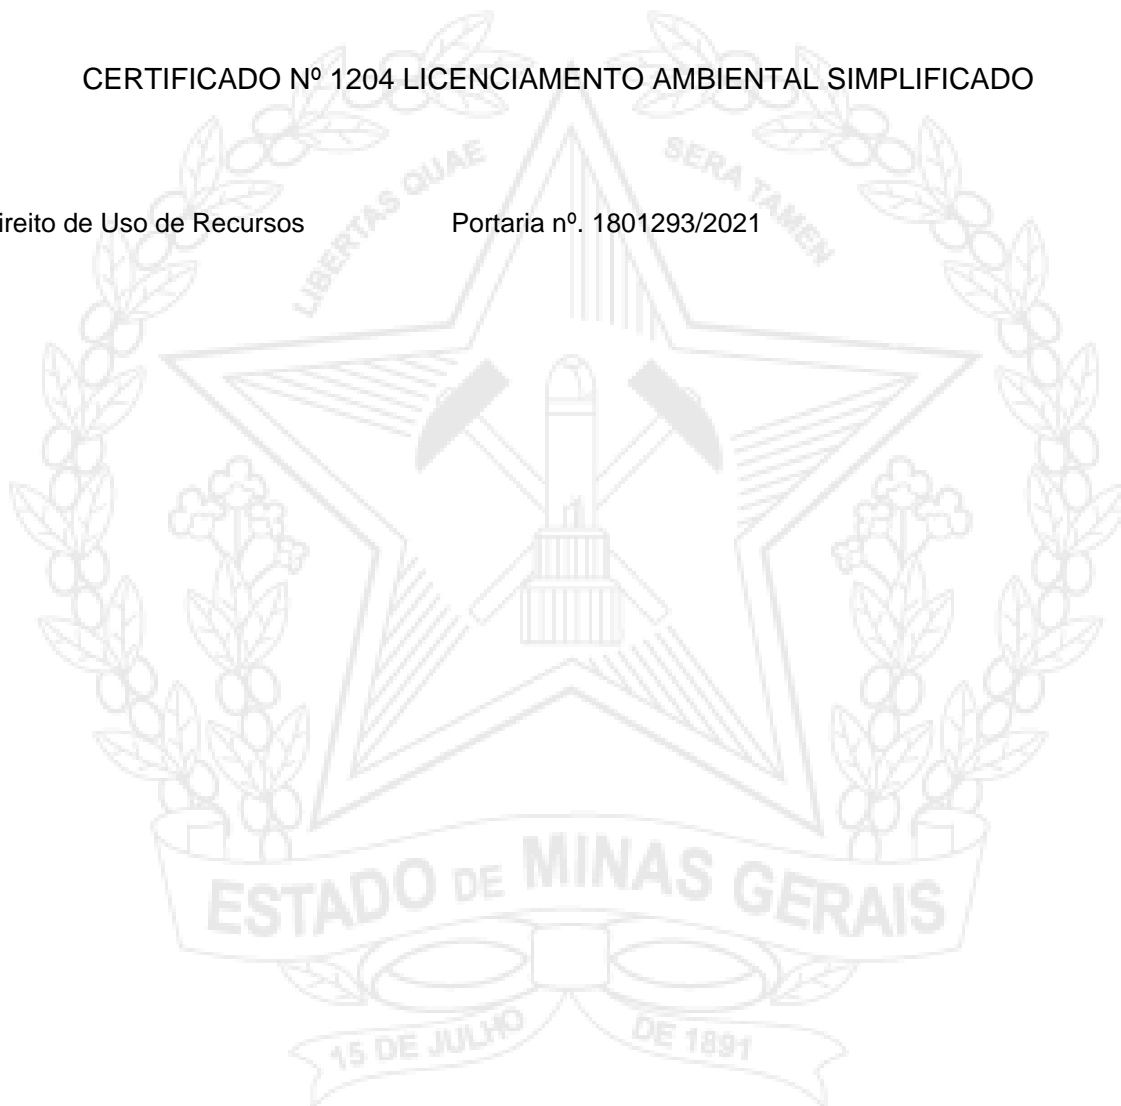 CERTIFICADO Nº 1204 LICENCIAMENTO AMBIENTAL SIMPLIFICADO
LIBERTAS QUAE SERA TAMEN
ireito de Uso de Recursos Portaria nº. 1801293/2021
ESTADO DE MINAS GERAIS
15 DE JULHO DE 1891